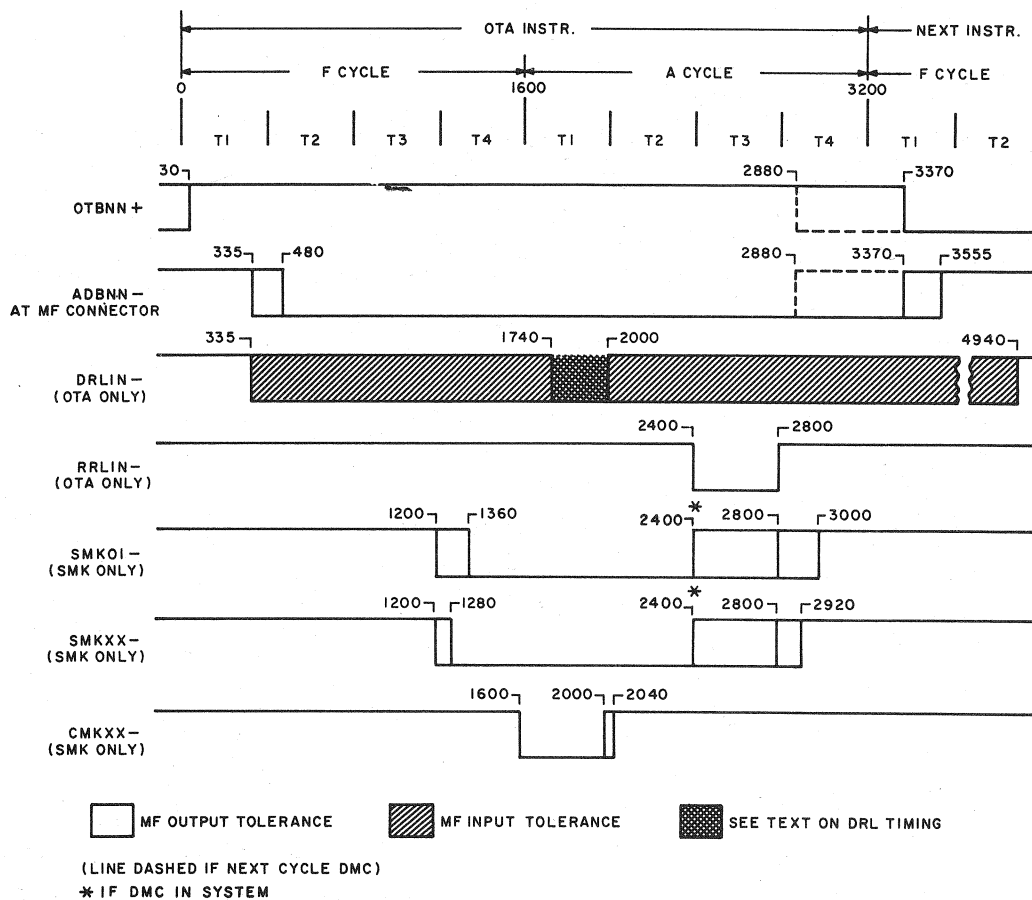 OTA INSTR. NEXT INSTR.
F CYCLE A CYCLE F CYCLE
0 1600 3200
T1 T2 T3 T4 T1 T2 T3 T4 T1 T2
30 2880 3370
OTBNN+
335 480 2880 3370 3555
ADBNN-
AT MF CONNECTOR
335 1740 2000 4940
DRLIN-
(OTA ONLY)
2400 2800
RRLIN-
(OTA ONLY)
*
1200 1360 2400 2800 3000
SMK01-
(SMK ONLY)
*
1200 1280 2400 2800 2920
SMKXX-
(SMK ONLY)
1600 2000 2040
CMKXX-
(SMK ONLY)
MF OUTPUT TOLERANCE MF INPUT TOLERANCE SEE TEXT ON DRL TIMING
(LINE DASHED IF NEXT CYCLE DMC)
* IF DMC IN SYSTEM